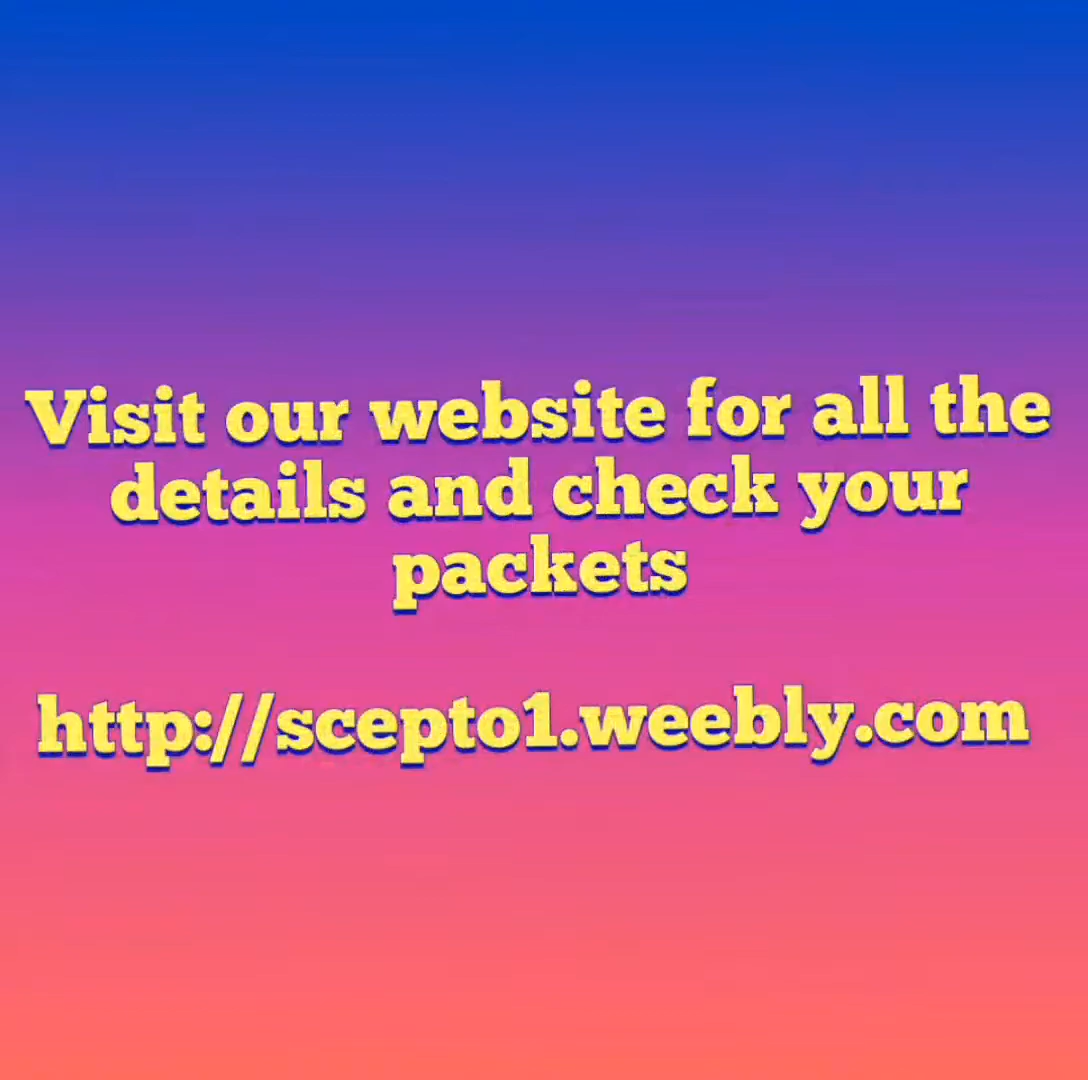 Visit our website for all the
details and check your
packets
http://scepto1.weebly.com